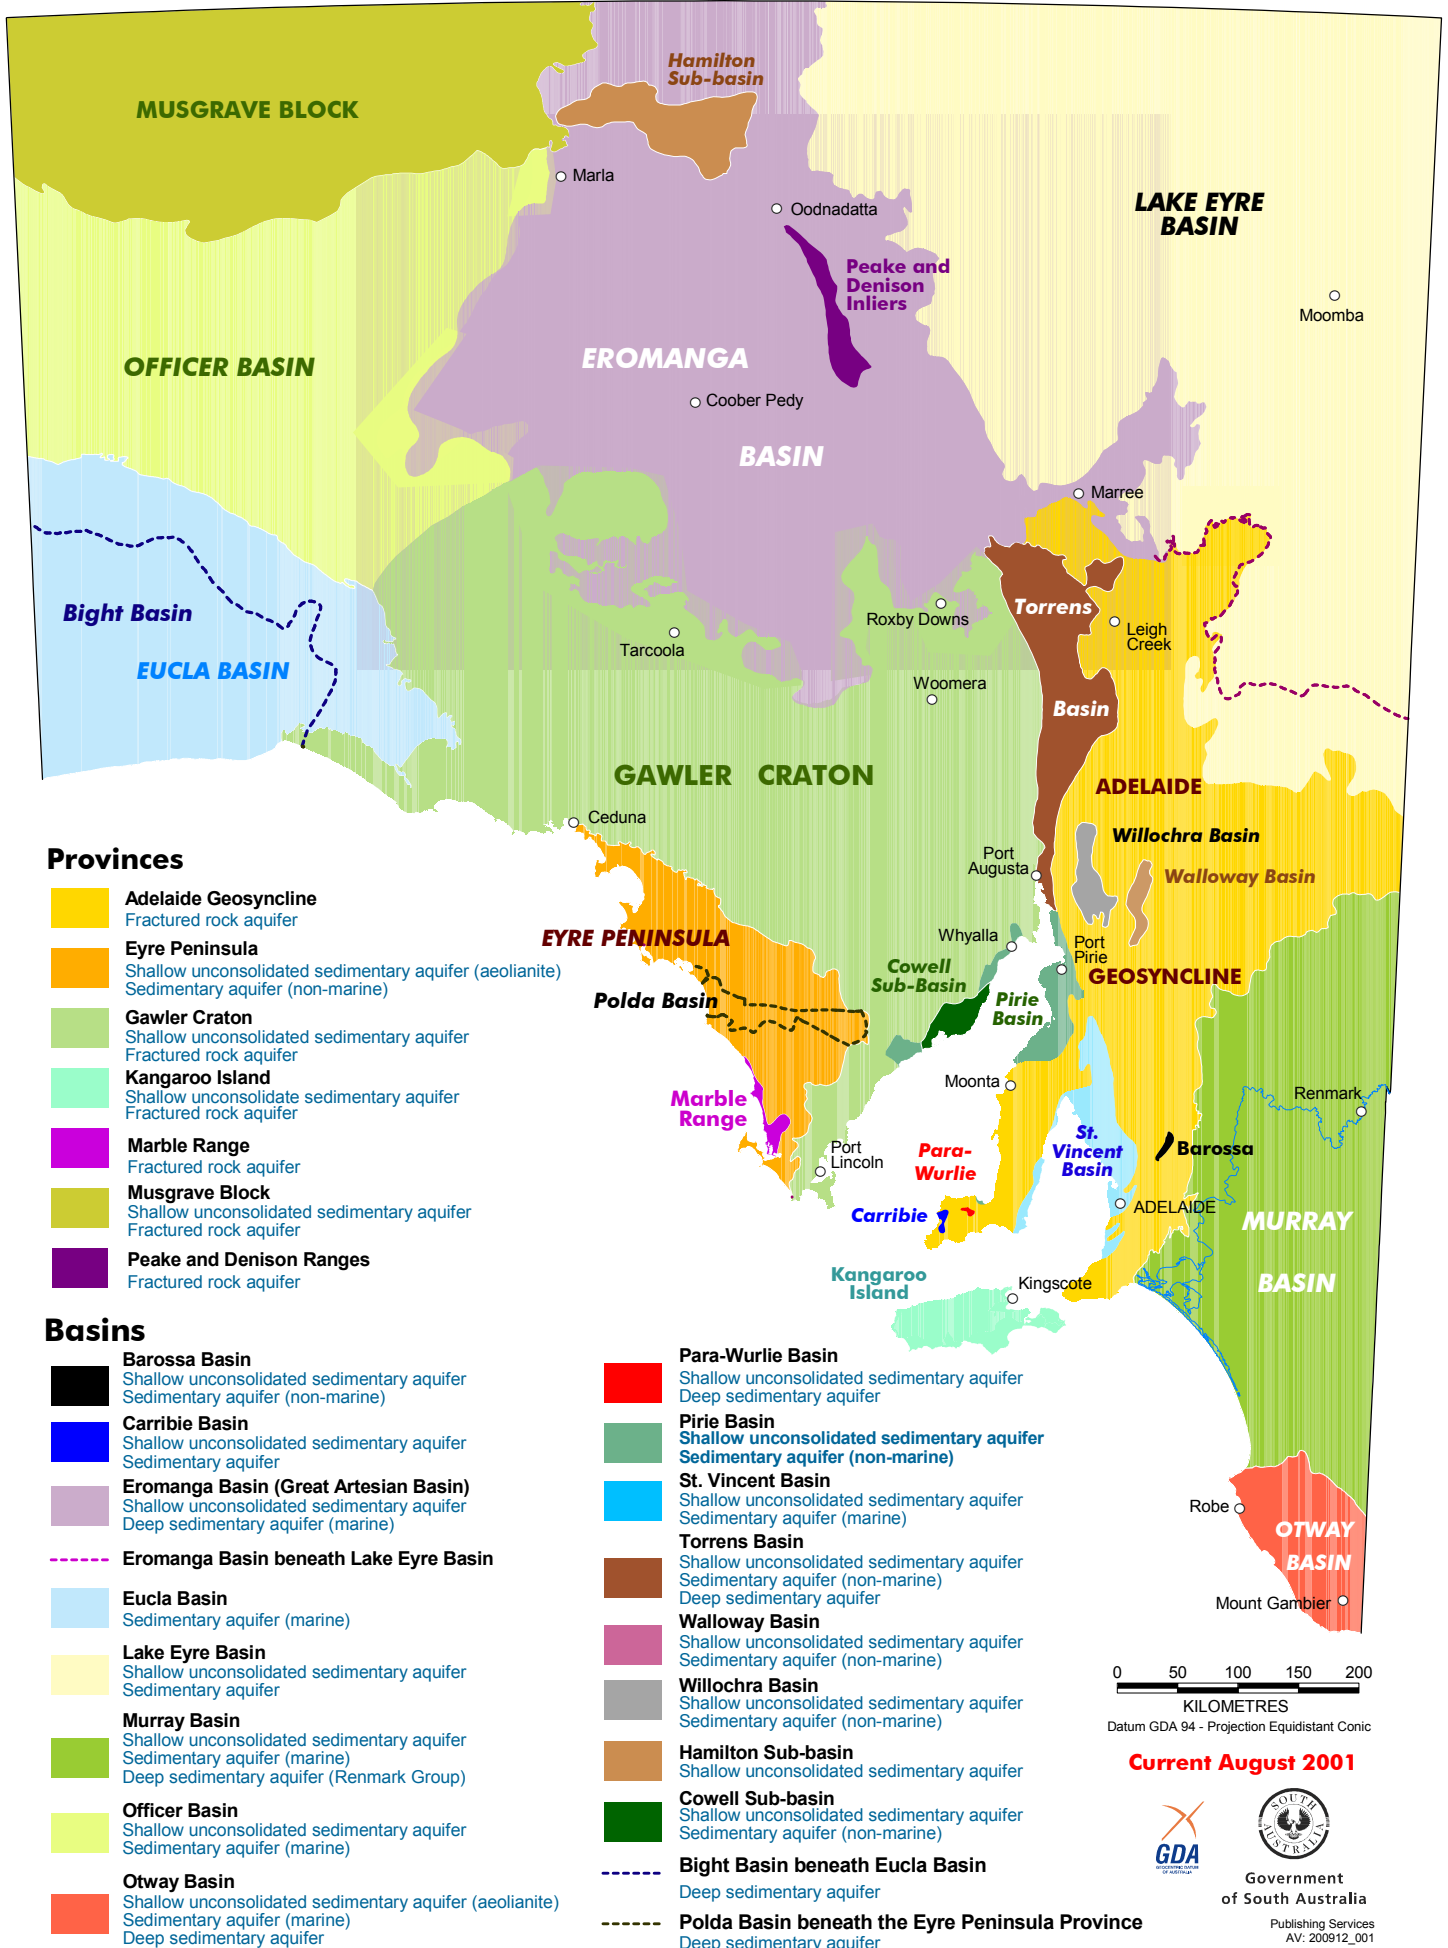 Hamilton
Sub-basin
MUSGRAVE BLOCK
Marla
Oodnadatta
LAKE EYRE
BASIN
Peake and
Denison
Inliers
Moomba
OFFICER BASIN
EROMANGA
Coober Pedy
BASIN
Marree
Bight Basin
Torrens
Roxby Downs
Leigh
Creek
Tarcoola
EUCLA BASIN
Woomera
Basin
GAWLER CRATON
ADELAIDE
Ceduna
Willochra Basin
Port
Augusta
Walloway Basin
EYRE PENINSULA
Whyalla
Port
Pirie
Cowell
Sub-Basin
GEOSYNCLINE
Polda Basin
Pirie
Basin
Moonta
Renmark
Marble
Range
St.
Vincent
Basin
Barossa
Port
Lincoln
Para-
Wurlie
ADELAIDE
Carribie
MURRAY
BASIN
Kangaroo
Island
Kingscote
Robe
OTWAY
BASIN
Mount Gambier
Provinces
Adelaide Geosyncline
Fractured rock aquifer
Eyre Peninsula
Shallow unconsolidated sedimentary aquifer (aeolianite)
Sedimentary aquifer (non-marine)
Gawler Craton
Shallow unconsolidated sedimentary aquifer
Fractured rock aquifer
Kangaroo Island
Shallow unconsolidate sedimentary aquifer
Fractured rock aquifer
Marble Range
Fractured rock aquifer
Musgrave Block
Shallow unconsolidated sedimentary aquifer
Fractured rock aquifer
Peake and Denison Ranges
Fractured rock aquifer
Basins
Barossa Basin
Shallow unconsolidated sedimentary aquifer
Sedimentary aquifer (non-marine)
Carribie Basin
Shallow unconsolidated sedimentary aquifer
Sedimentary aquifer
Eromanga Basin (Great Artesian Basin)
Shallow unconsolidated sedimentary aquifer
Deep sedimentary aquifer (marine)
Eromanga Basin beneath Lake Eyre Basin
Eucla Basin
Sedimentary aquifer (marine)
Lake Eyre Basin
Shallow unconsolidated sedimentary aquifer
Sedimentary aquifer
Murray Basin
Shallow unconsolidated sedimentary aquifer
Sedimentary aquifer (marine)
Deep sedimentary aquifer (Renmark Group)
Officer Basin
Shallow unconsolidated sedimentary aquifer
Sedimentary aquifer (marine)
Otway Basin
Shallow unconsolidated sedimentary aquifer (aeolianite)
Sedimentary aquifer (marine)
Deep sedimentary aquifer
Para-Wurlie Basin
Shallow unconsolidated sedimentary aquifer
Deep sedimentary aquifer
Pirie Basin
Shallow unconsolidated sedimentary aquifer
Sedimentary aquifer (non-marine)
St. Vincent Basin
Shallow unconsolidated sedimentary aquifer
Sedimentary aquifer (marine)
Torrens Basin
Shallow unconsolidated sedimentary aquifer
Sedimentary aquifer (non-marine)
Deep sedimentary aquifer
Walloway Basin
Shallow unconsolidated sedimentary aquifer
Sedimentary aquifer (non-marine)
Willochra Basin
Shallow unconsolidated sedimentary aquifer
Sedimentary aquifer (non-marine)
Hamilton Sub-basin
Shallow unconsolidated sedimentary aquifer
Cowell Sub-basin
Shallow unconsolidated sedimentary aquifer
Sedimentary aquifer (non-marine)
Bight Basin beneath Eucla Basin
Deep sedimentary aquifer
Polda Basin beneath the Eyre Peninsula Province
Deep sedimentary aquifer
0 50 100 150 200
KILOMETRES
Datum GDA 94 - Projection Equidistant Conic
Current August 2001
GDA
GEOCENTRIC DATUM
OF AUSTRALIA
SOUTH
AUSTRALIA
Government
of South Australia
Publishing Services
AV: 200912_001